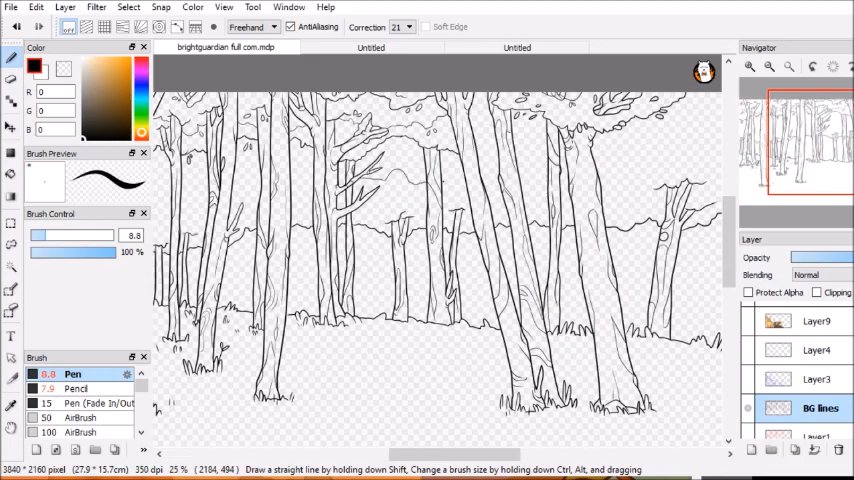 File Edit Layer Filter Select Snap Color View Tool Window Help
OFF Freehand AntiAliasing Correction 21 Soft Edge
Color
brightguardian full com.mdp Untitled Untitled
Navigator
R 0
G 0
B 0
Brush Preview
Brush Control
8.8
100 %
Layer
Opacity
Blending Normal
Protect Alpha Clipping
Layer9
Layer4
Layer3
BG lines
Layer1
Brush
8.8 Pen
7.9 Pencil
15 Pen (Fade In/Out
50 AirBrush
100 AirBrush
3840 * 2160 pixel (27.9 * 15.7cm) 350 dpi 25 % ( 2184, 494 ) Draw a straight line by holding down Shift, Change a brush size by holding down Ctrl, Alt, and dragging